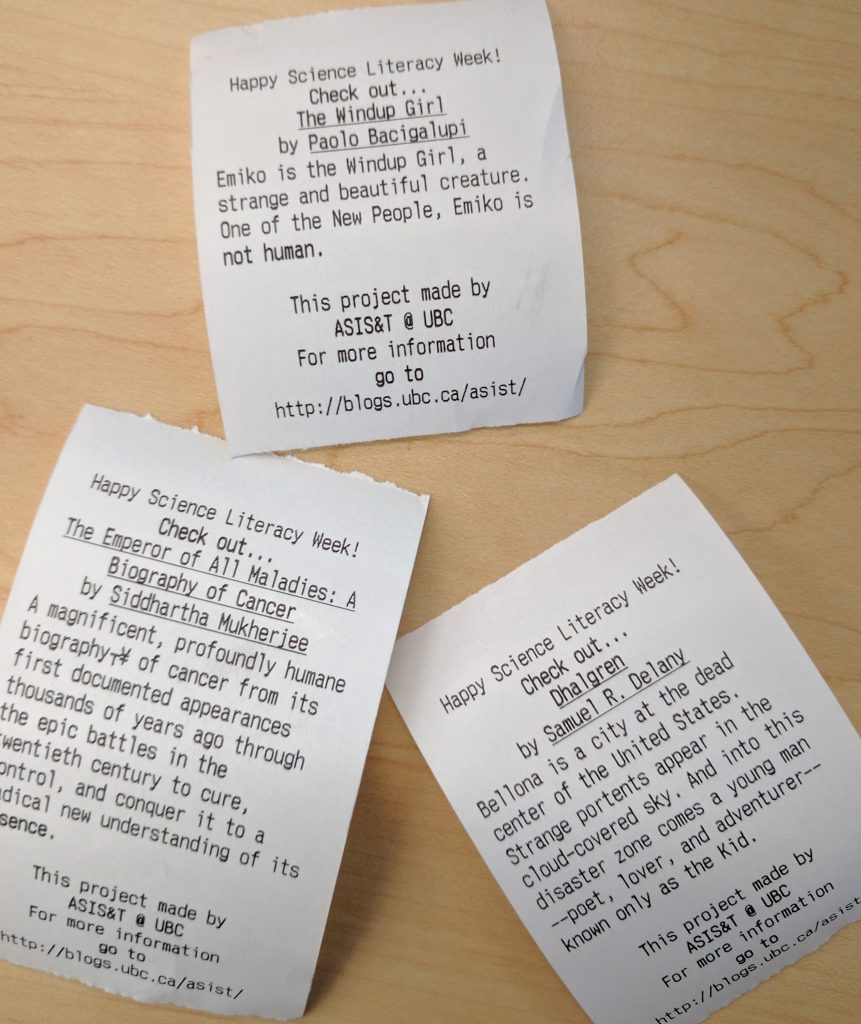 Happy Science Literacy Week!
Check out...
The Windup Girl
by Paolo Bacigalupi
Emiko is the Windup Girl, a
strange and beautiful creature.
One of the New People, Emiko is
not human.
This project made by
ASIS&T @ UBC
For more information
go to
http://blogs.ubc.ca/asist/
Happy Science Literacy Week!
Check out...
The Emperor of All Maladies: A
Biography of Cancer
by Siddhartha Mukherjee
A magnificent, profoundly humane
biography┬¥ of cancer from its
first documented appearances
thousands of years ago through
the epic battles in the
twentieth century to cure,
ontrol, and conquer it to a
adical new understanding of its
sence.
This project made by
ASIS&T @ UBC
For more information
go to
http://blogs.ubc.ca/asist/
Happy Science Literacy Week!
Check out...
Dhalgren
by Samuel R. Delany
Bellona is a city at the dead
center of the United States.
Strange portents appear in the
cloud-covered sky. And into this
disaster zone comes a young man
--poet, lover, and adventurer--
known only as the Kid.
This project made by
ASIS&T @ UBC
For more information
go to
http://blogs.ubc.ca/asist